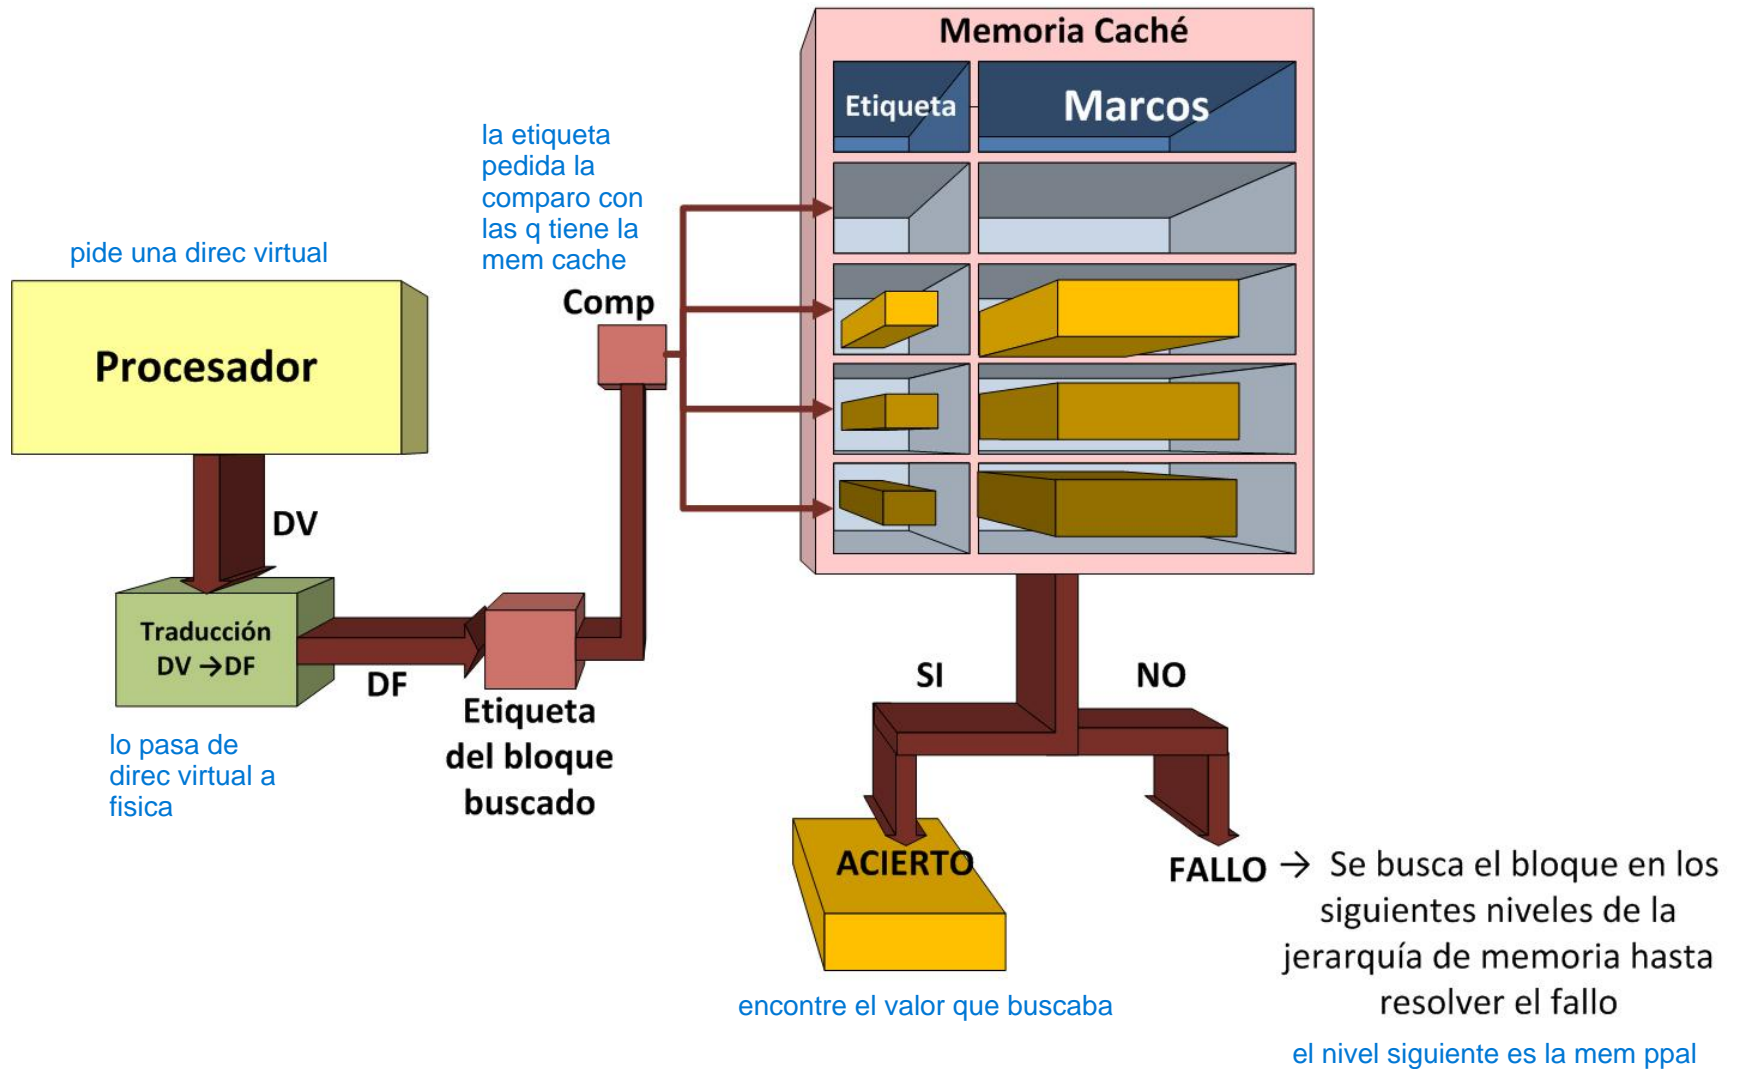 Memoria Caché
Etiqueta
Marcos
la etiqueta
pedida la
comparo con
las q tiene la
mem cache
pide una direc virtual
Comp
Procesador
DV
Traducción
DV →DF
DF
lo pasa de
direc virtual a
fisica
Etiqueta
del bloque
buscado
SI
NO
ACIERTO
encontre el valor que buscaba
FALLO → Se busca el bloque en los
siguientes niveles de la
jerarquía de memoria hasta
resolver el fallo
el nivel siguiente es la mem ppal